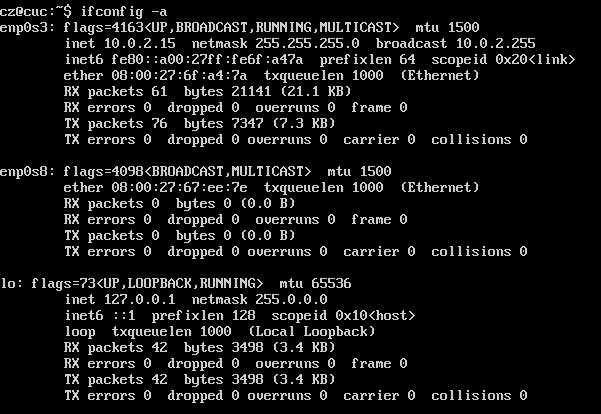 cz@cuc:~$ ifconfig -a
enp0s3: flags=4163<UP,BROADCAST,RUNNING,MULTICAST>  mtu 1500
        inet 10.0.2.15  netmask 255.255.255.0  broadcast 10.0.2.255
        inet6 fe80::a00:27ff:fe6f:a47a  prefixlen 64  scopeid 0x20<link>
        ether 08:00:27:6f:a4:7a  txqueuelen 1000  (Ethernet)
        RX packets 61  bytes 21141 (21.1 KB)
        RX errors 0  dropped 0  overruns 0  frame 0
        TX packets 76  bytes 7347 (7.3 KB)
        TX errors 0  dropped 0 overruns 0  carrier 0  collisions 0
enp0s8: flags=4098<BROADCAST,MULTICAST>  mtu 1500
        ether 08:00:27:67:ee:7e  txqueuelen 1000  (Ethernet)
        RX packets 0  bytes 0 (0.0 B)
        RX errors 0  dropped 0  overruns 0  frame 0
        TX packets 0  bytes 0 (0.0 B)
        TX errors 0  dropped 0 overruns 0  carrier 0  collisions 0
lo: flags=73<UP,LOOPBACK,RUNNING>  mtu 65536
        inet 127.0.0.1  netmask 255.0.0.0
        inet6 ::1  prefixlen 128  scopeid 0x10<host>
        loop  txqueuelen 1000  (Local Loopback)
        RX packets 42  bytes 3498 (3.4 KB)
        RX errors 0  dropped 0  overruns 0  frame 0
        TX packets 42  bytes 3498 (3.4 KB)
        TX errors 0  dropped 0 overruns 0  carrier 0  collisions 0